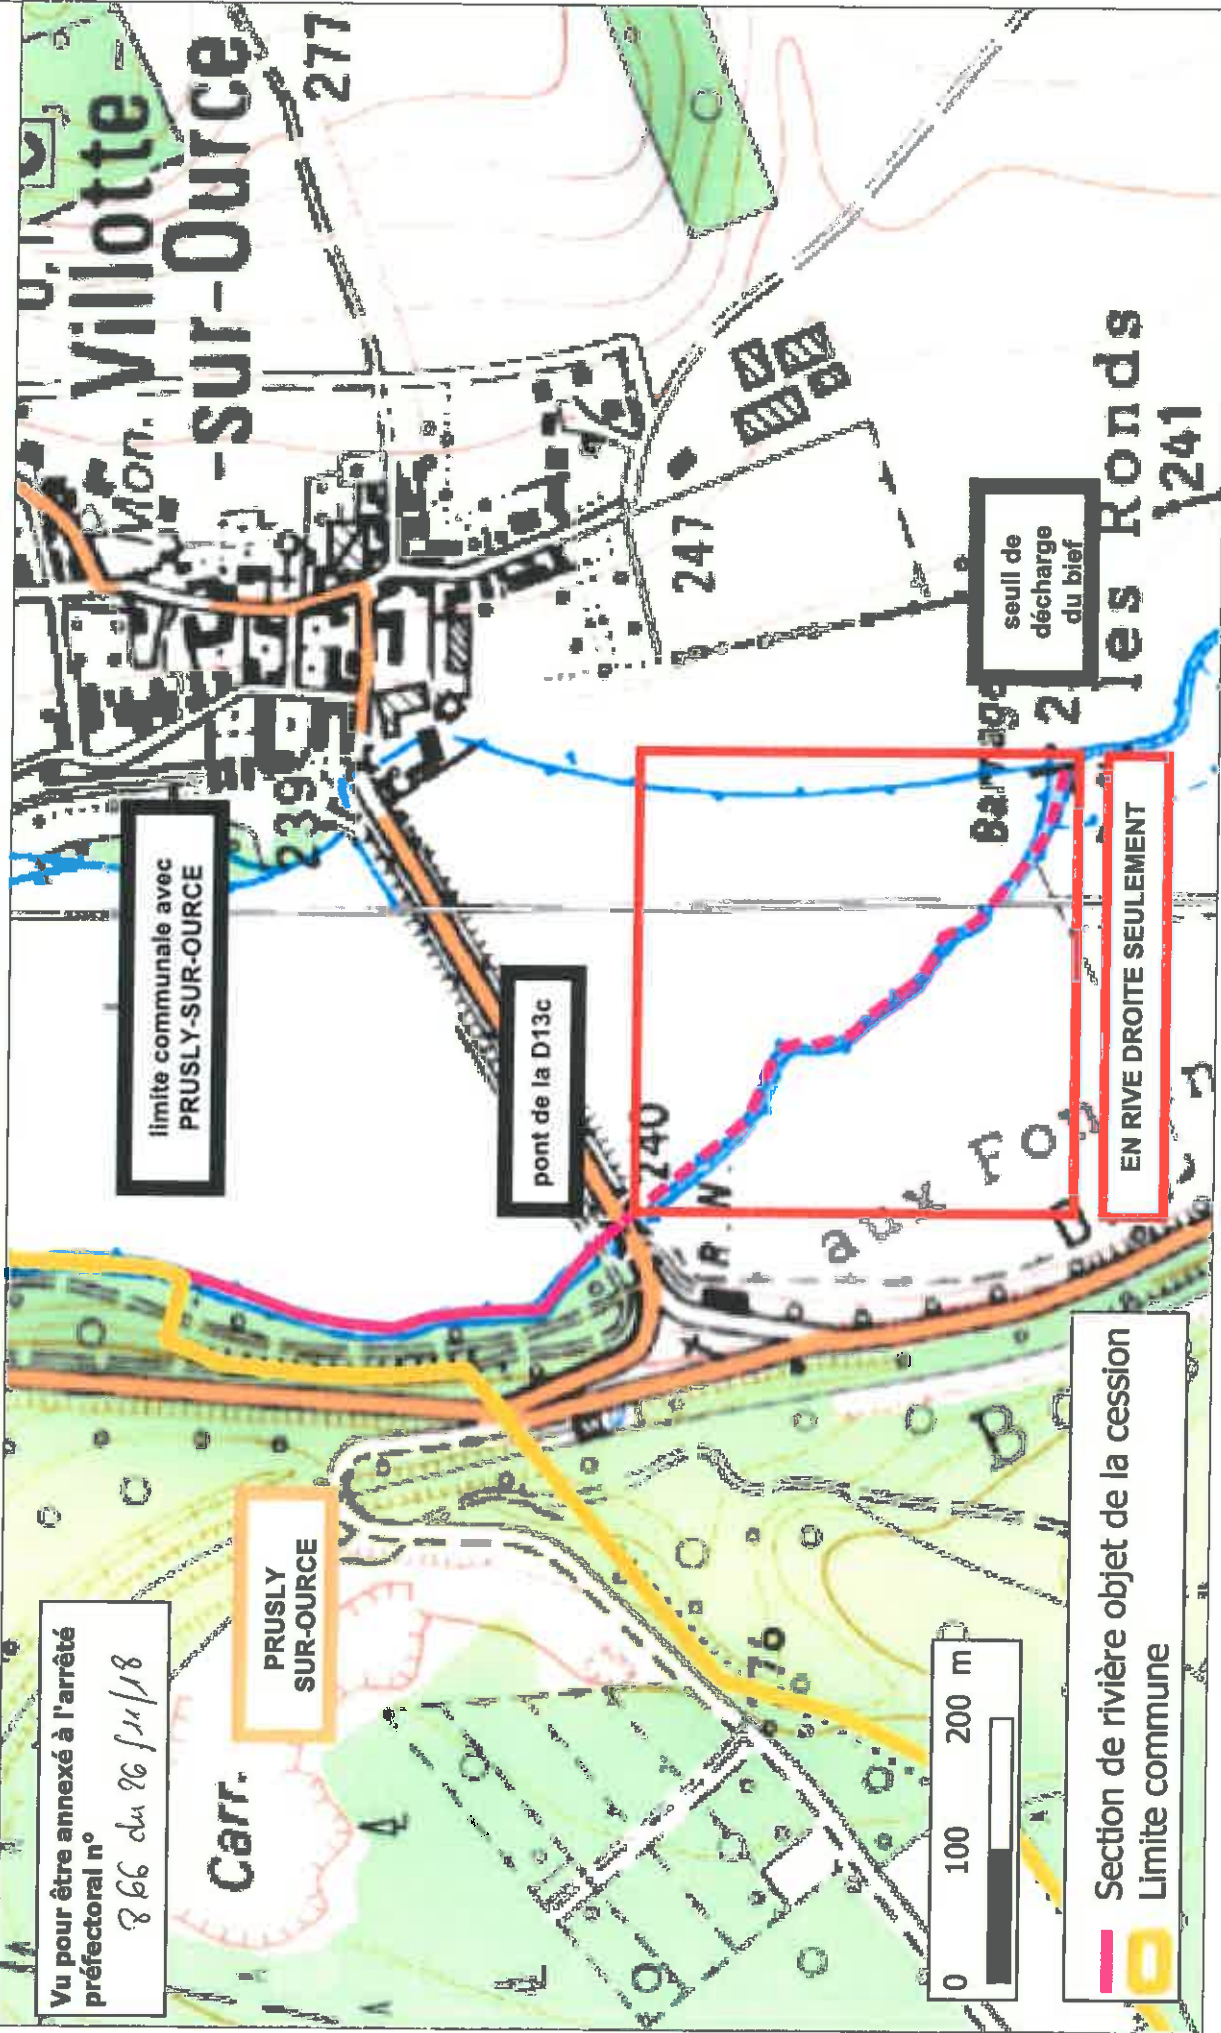 Vu pour être annexé à l'arrêté
préfectoral n°
866 du 26/11/18
Carr.
PRUSLY
SUR-OURCE
limite communale avec
PRUSLY-SUR-OURCE
239
Mon.
Villotte
-sur-Ource
277
pont de la D13c
240
247
70
seuil de
décharge
du bief
les Ronds
241
EN RIVE DROITE SEULEMENT
0 100 200 m
Section de rivière objet de la cession
Limite commune